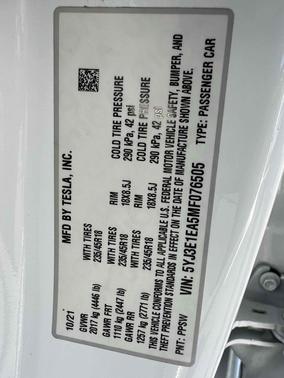 MFD BY TESLA, INC.
10/21
GVWR
2017 kg (4446 lb)
GAWR FRT WITH TIRES RIM COLD TIRE PRESSURE
1110 kg (2447 lb) 235/45R18 18X8.5J 290 kPa, 42 psi
GAWR RR WITH TIRES RIM COLD TIRE PRESSURE
1257 kg (2771 lb) 235/45R18 18X8.5J 290 kPa, 42 psi
THIS VEHICLE CONFORMS TO ALL APPLICABLE U.S. FEDERAL MOTOR VEHICLE SAFETY, BUMPER, AND
THEFT PREVENTION STANDARDS IN EFFECT ON THE DATE OF MANUFACTURE SHOWN ABOVE.
PNT: PPSW VIN: 5YJ3E1EA5MF076505 TYPE: PASSENGER CAR